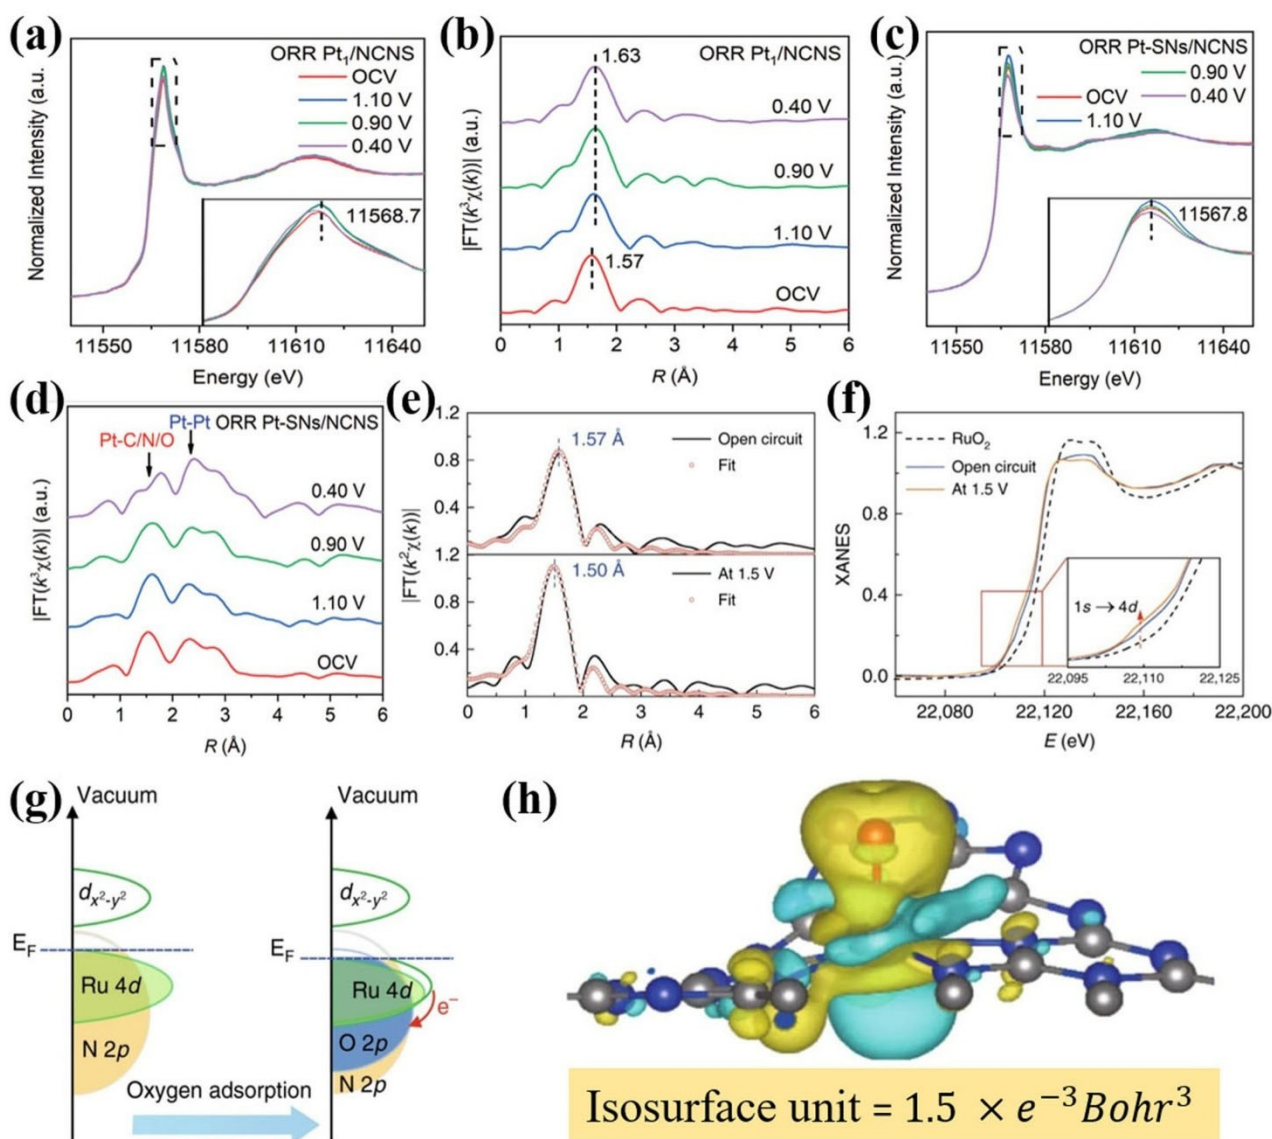 (a)
ORR Pt₁/NCNS
OCV
1.10 V
0.90 V
0.40 V
11568.7
Normalized Intensity (a.u.)
11550 11580 11610 11640
Energy (eV)
(b)
ORR Pt₁/NCNS
1.63
0.40 V
0.90 V
1.10 V
1.57
OCV
|FT(k³χ(k))| (a.u.)
0 1 2 3 4 5 6
R (Å)
(c)
ORR Pt-SNs/NCNS
0.90 V
OCV
0.40 V
1.10 V
11567.8
Normalized Intensity (a.u.)
11550 11580 11610 11640
Energy (eV)
(d)
Pt-Pt ORR Pt-SNs/NCNS
Pt-C/N/O
0.40 V
0.90 V
1.10 V
OCV
|FT(k³χ(k))| (a.u.)
0 1 2 3 4 5 6
R (Å)
(e)
1.2
0.8
0.4
1.57 Å
Open circuit
Fit
1.2
0.8
0.4
1.50 Å
At 1.5 V
Fit
|FT(k²χ(k))|
0 1 2 3 4 5 6
R (Å)
(f)
1.2
0.8
0.4
0.0
RuO₂
Open circuit
At 1.5 V
XANES
1s → 4d
22,095 22,110 22,125
22,080 22,120 22,160 22,200
E (eV)
(g)
Vacuum
dₓ²₋ᵧ²
E_F
Ru 4d
N 2p
Oxygen adsorption
Vacuum
dₓ²₋ᵧ²
E_F
Ru 4d
e⁻
O 2p
N 2p
(h)
Isosurface unit = 1.5 × e⁻³Bohr³